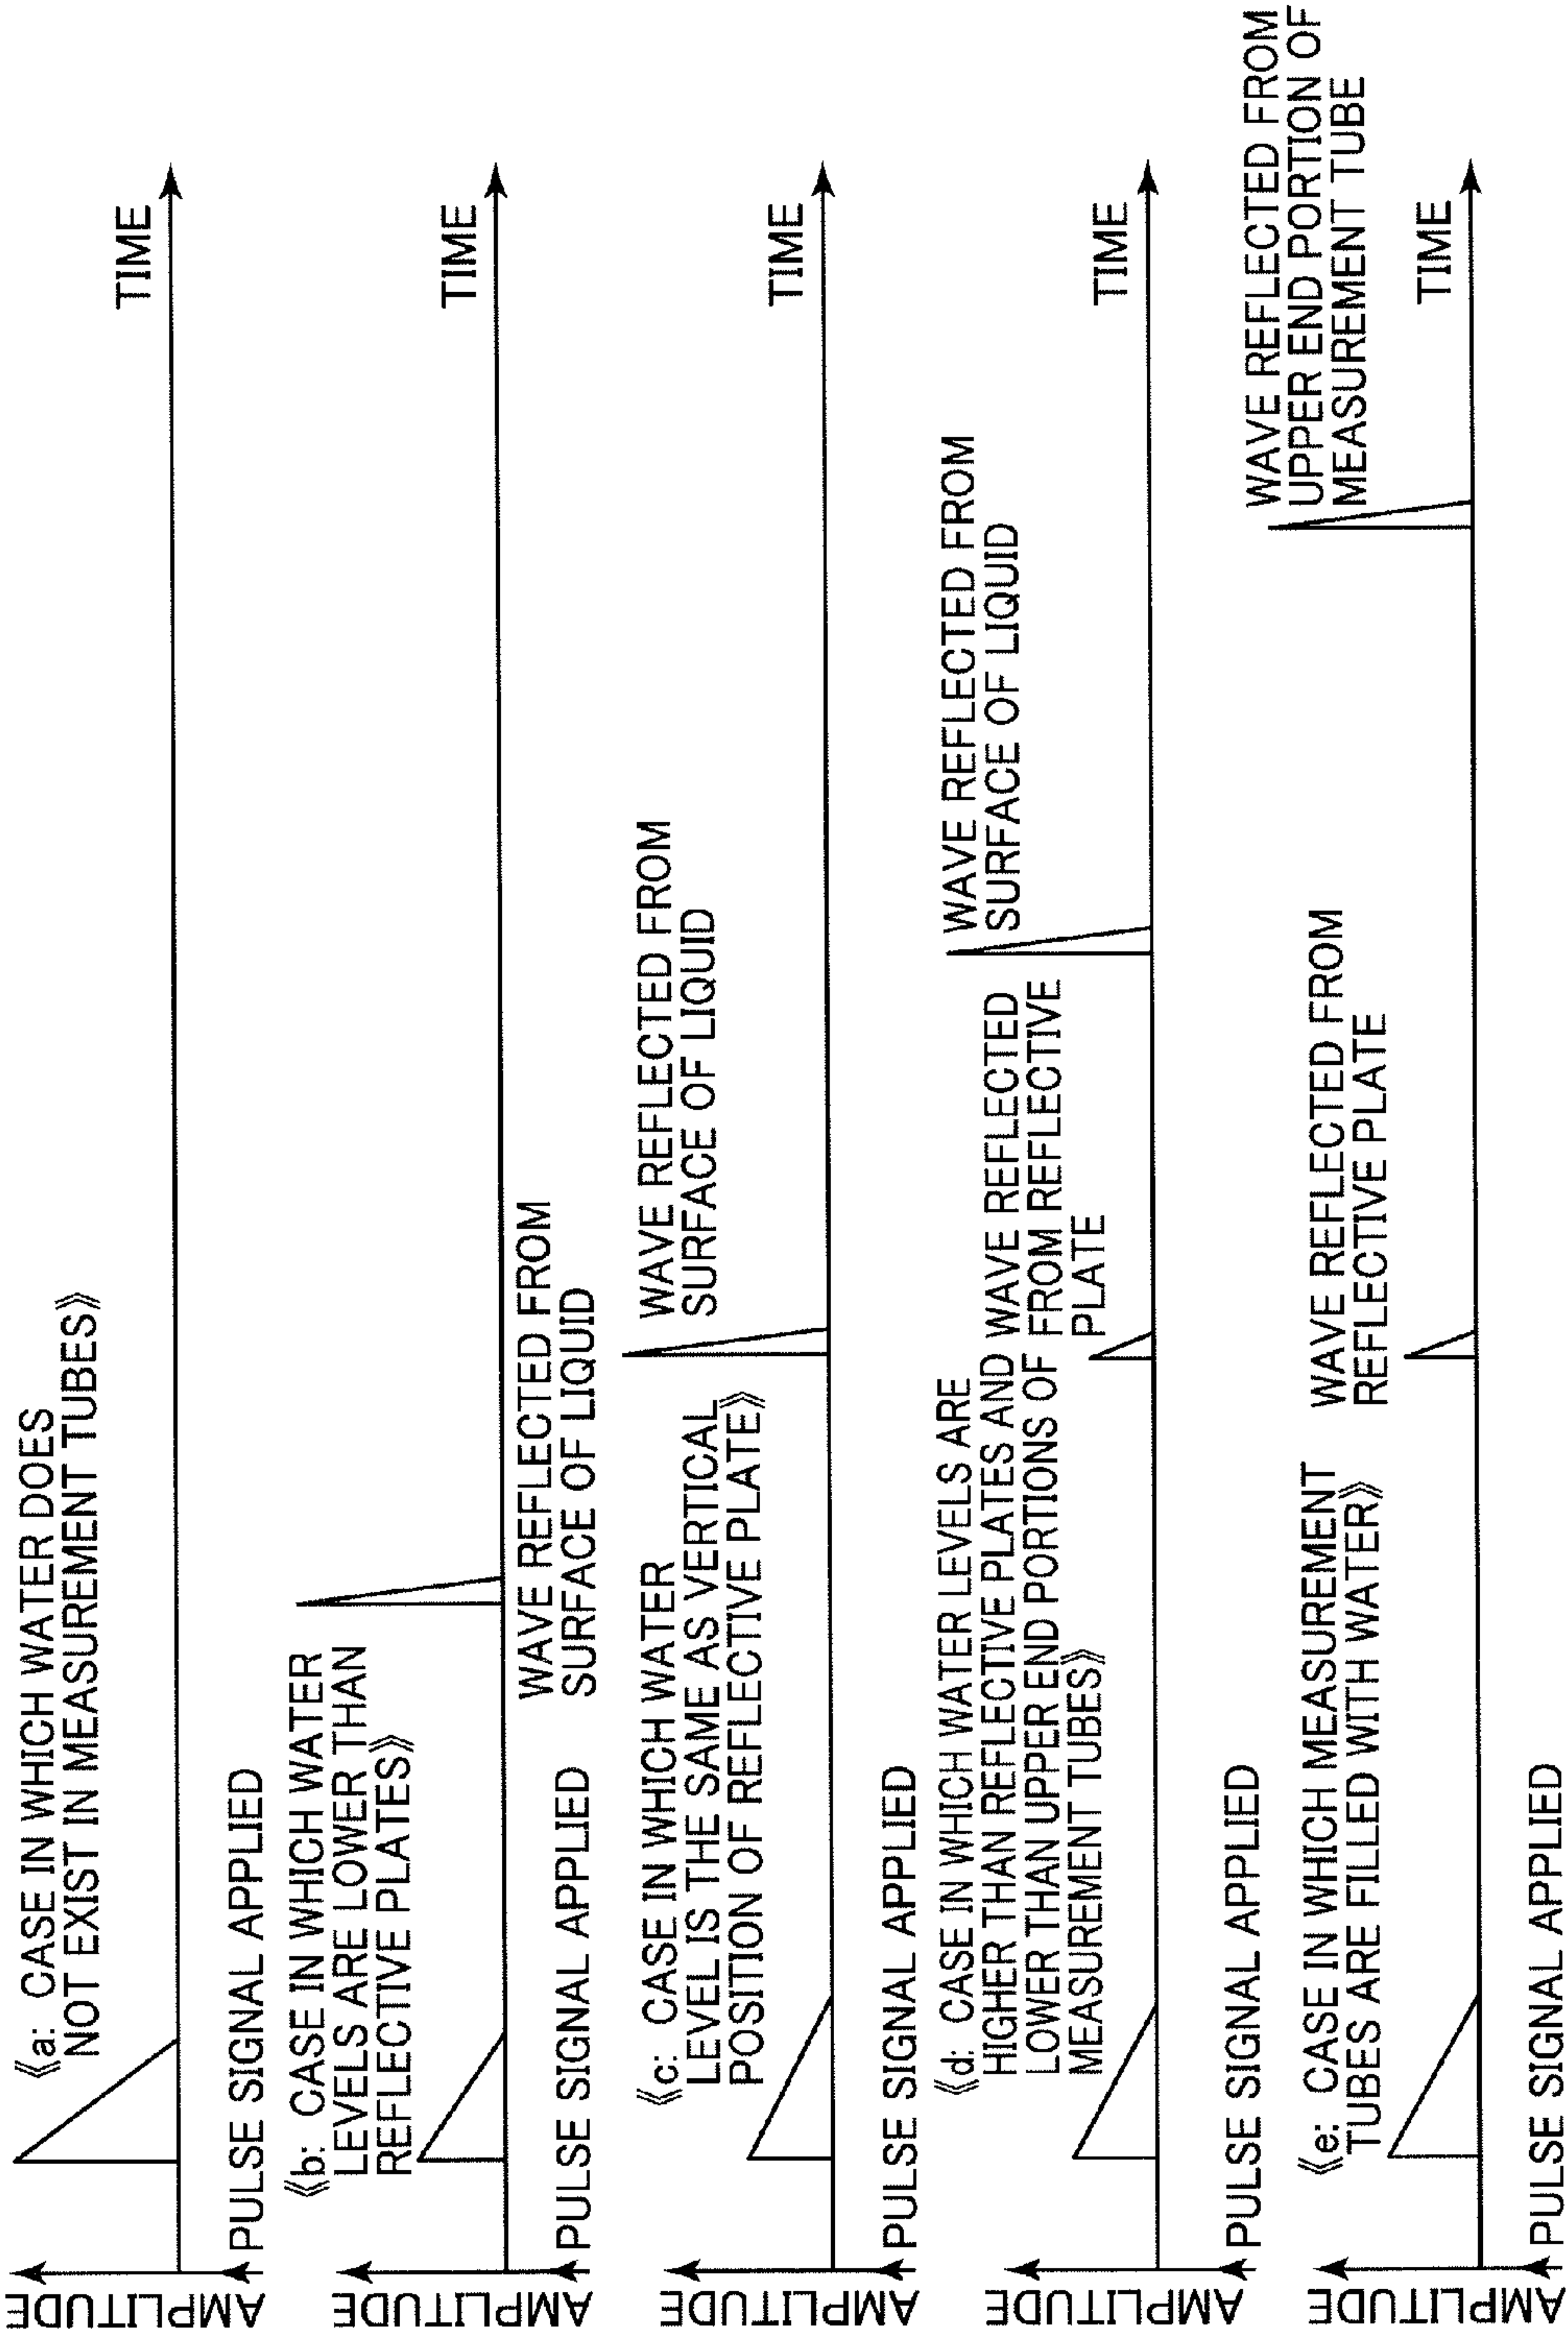 《a: CASE IN WHICH WATER DOES
NOT EXIST IN MEASUREMENT TUBES》
AMPLITUDE
PULSE SIGNAL APPLIED
TIME
《b: CASE IN WHICH WATER
LEVELS ARE LOWER THAN
REFLECTIVE PLATES》
AMPLITUDE
PULSE SIGNAL APPLIED
WAVE REFLECTED FROM
SURFACE OF LIQUID
TIME
《c: CASE IN WHICH WATER
LEVEL IS THE SAME AS VERTICAL
POSITION OF REFLECTIVE PLATE》
AMPLITUDE
PULSE SIGNAL APPLIED
WAVE REFLECTED FROM
SURFACE OF LIQUID
TIME
《d: CASE IN WHICH WATER LEVELS ARE
HIGHER THAN REFLECTIVE PLATES AND
LOWER THAN UPPER END PORTIONS OF
MEASUREMENT TUBES》
AMPLITUDE
PULSE SIGNAL APPLIED
WAVE REFLECTED
FROM REFLECTIVE
PLATE
WAVE REFLECTED FROM
SURFACE OF LIQUID
TIME
《e: CASE IN WHICH MEASUREMENT
TUBES ARE FILLED WITH WATER》
AMPLITUDE
PULSE SIGNAL APPLIED
WAVE REFLECTED FROM
REFLECTIVE PLATE
WAVE REFLECTED FROM
UPPER END PORTION OF
MEASUREMENT TUBE
TIME